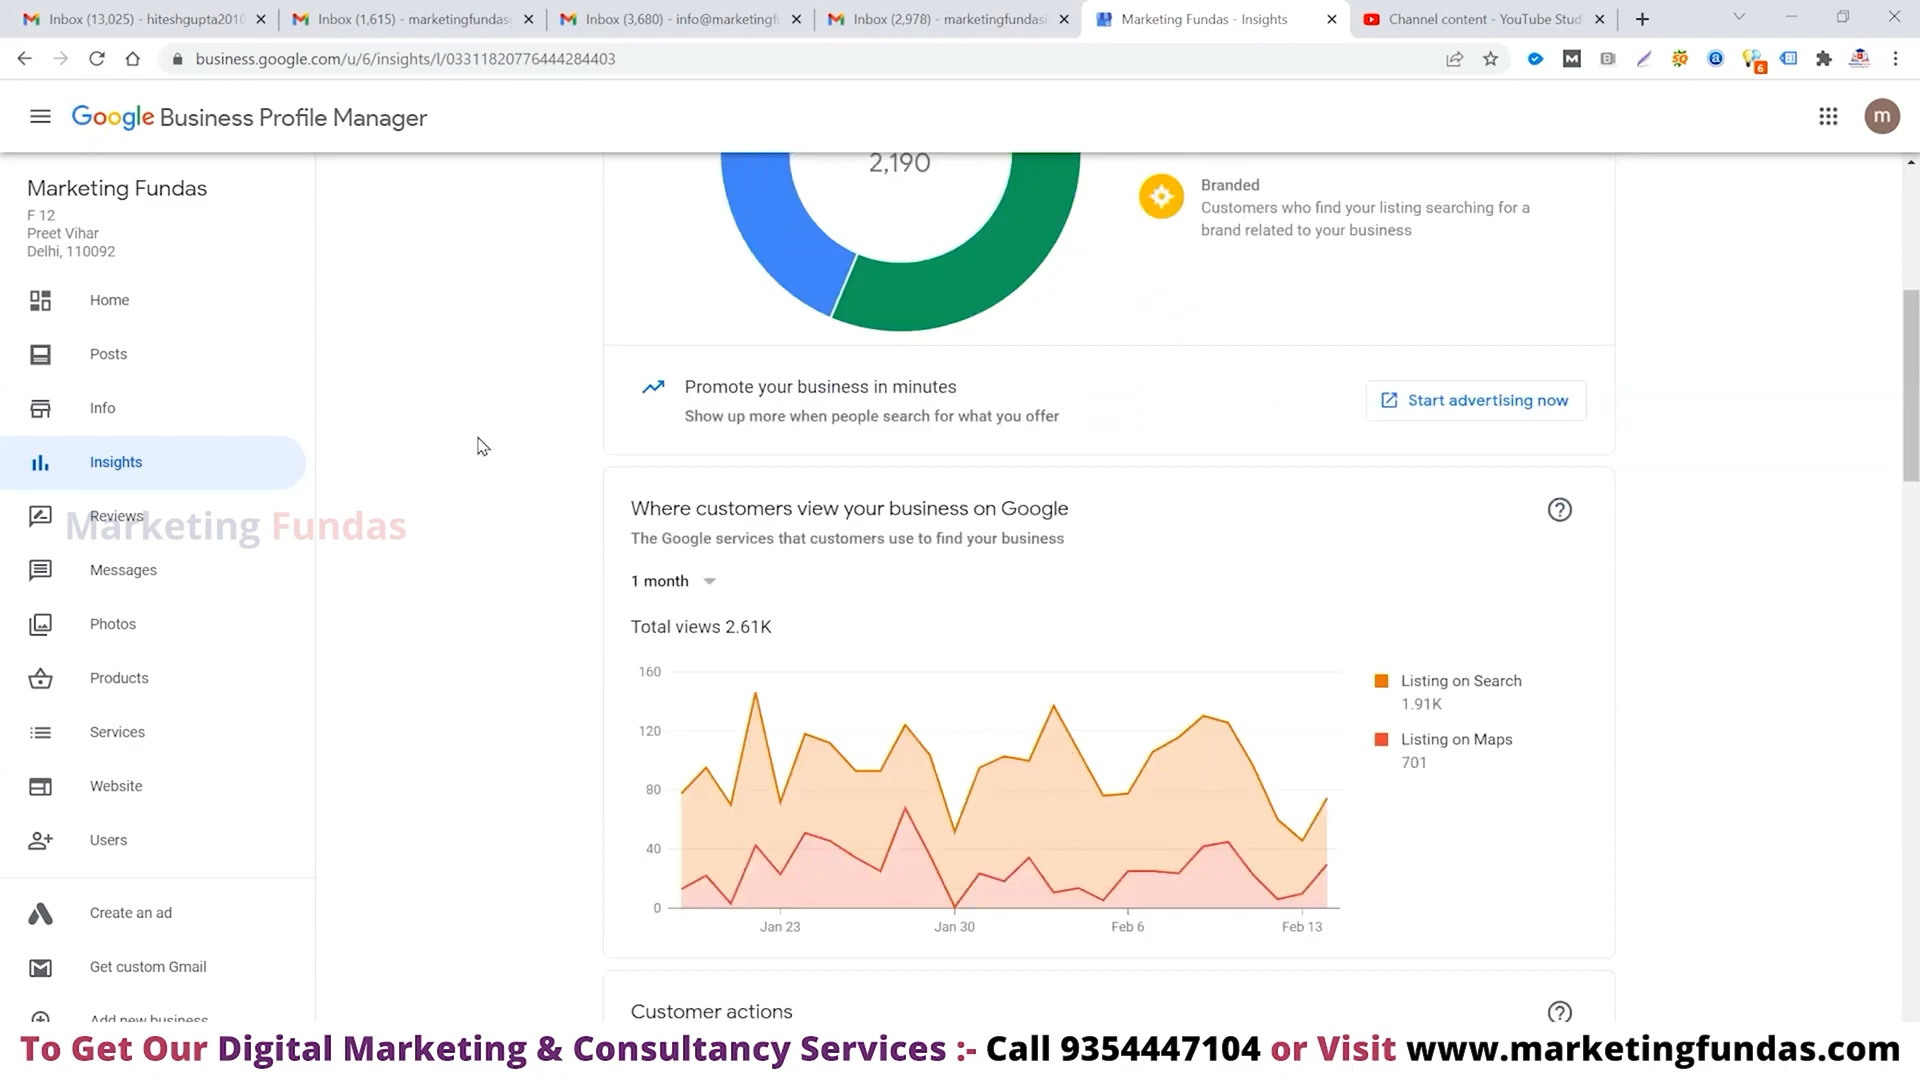 Inbox (13,025) - hiteshgupta2010
Inbox (1,615) - marketingfundas
Inbox (3,680) - info@marketingf
Inbox (2,978) - marketingfundas
Marketing Fundas - Insights
Channel content - YouTube Stud
business.google.com/u/6/insights/l/03311820776444284403
6
Google Business Profile Manager
m
Marketing Fundas
F 12
Preet Vihar
Delhi, 110092
Home
Posts
Info
Insights
Reviews
Marketing Fundas
Messages
Photos
Products
Services
Website
Users
Create an ad
Get custom Gmail
Add new business
2,190
Branded
Customers who find your listing searching for a
brand related to your business
Promote your business in minutes
Show up more when people search for what you offer
Start advertising now
Where customers view your business on Google
The Google services that customers use to find your business
1 month
Total views 2.61K
160
120
80
40
0
Jan 23
Jan 30
Feb 6
Feb 13
Listing on Search
1.91K
Listing on Maps
701
Customer actions
To Get Our Digital Marketing & Consultancy Services :- Call 9354447104 or Visit www.marketingfundas.com